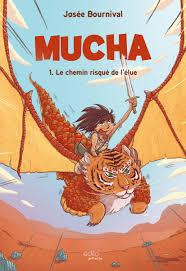 Josée Bournival
MUCHA
1. Le chemin risqué de l'élue